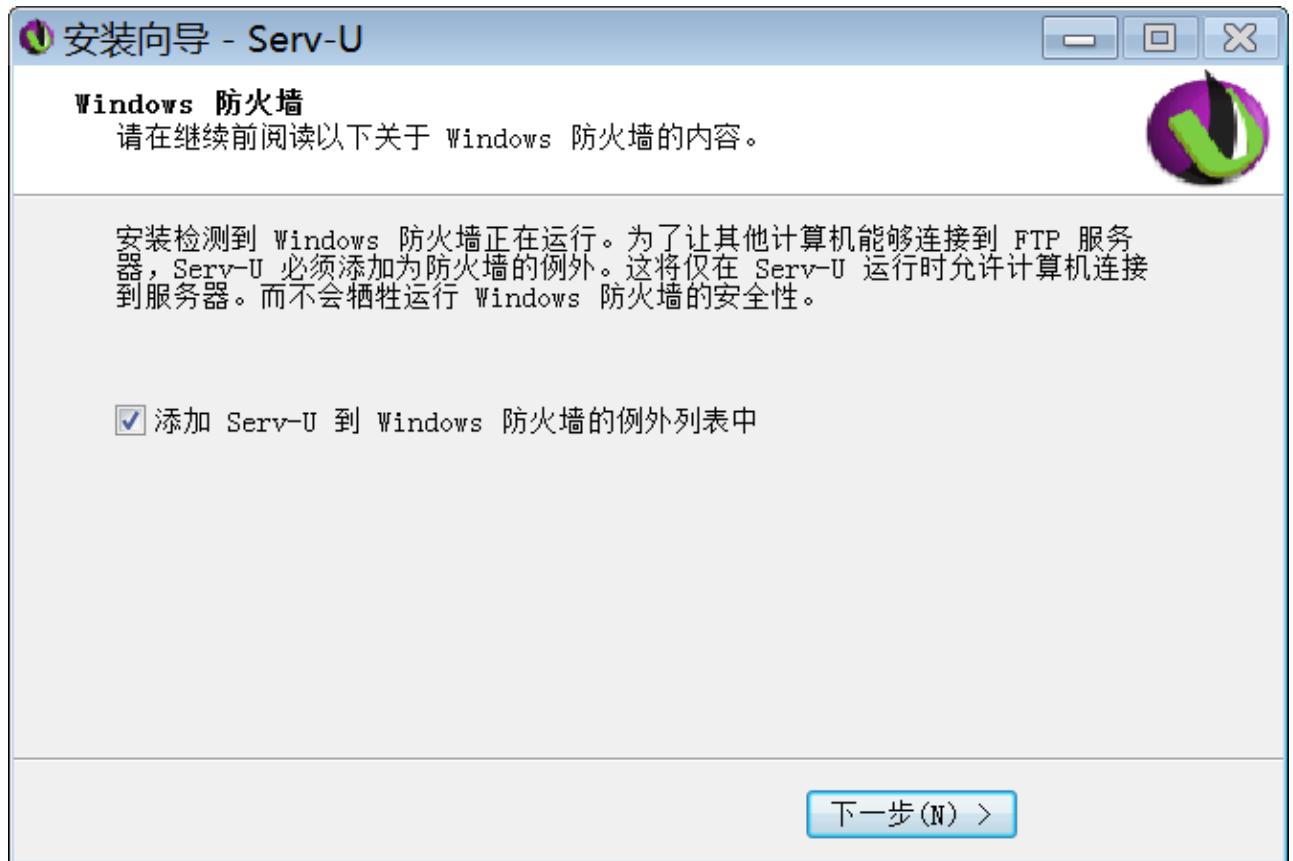 安装向导 - Serv-U
Windows 防火墙
请在继续前阅读以下关于 Windows 防火墙的内容。
安装检测到 Windows 防火墙正在运行。为了让其他计算机能够连接到 FTP 服务
器，Serv-U 必须添加为防火墙的例外。这将仅在 Serv-U 运行时允许计算机连接
到服务器。而不会牺牲运行 Windows 防火墙的安全性。
添加 Serv-U 到 Windows 防火墙的例外列表中
下一步(N) >